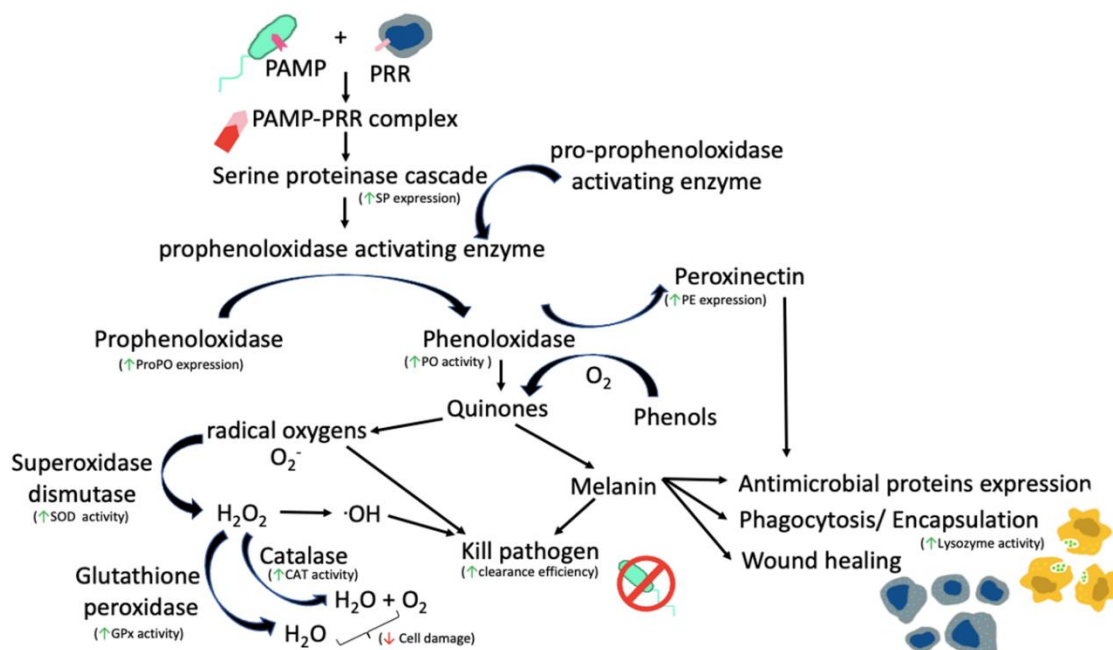 PAMP
+
PRR
PAMP-PRR complex
Serine proteinase cascade
(↑SP expression)
pro-prophenoloxidase
activating enzyme
prophenoloxidase activating enzyme
Peroxinectin
(↑PE expression)
Prophenoloxidase
(↑ProPO expression)
Phenoloxidase
(↑PO activity )
O₂
Quinones
Phenols
radical oxygens
O₂⁻
Superoxidase
dismutase
(↑SOD activity)
H₂O₂
·OH
Melanin
Antimicrobial proteins expression
Phagocytosis/ Encapsulation
(↑Lysozyme activity)
Wound healing
Kill pathogen
(↑clearance efficiency)
Catalase
(↑CAT activity)
Glutathione
peroxidase
(↑GPx activity)
H₂O + O₂
H₂O
(↓ Cell damage)